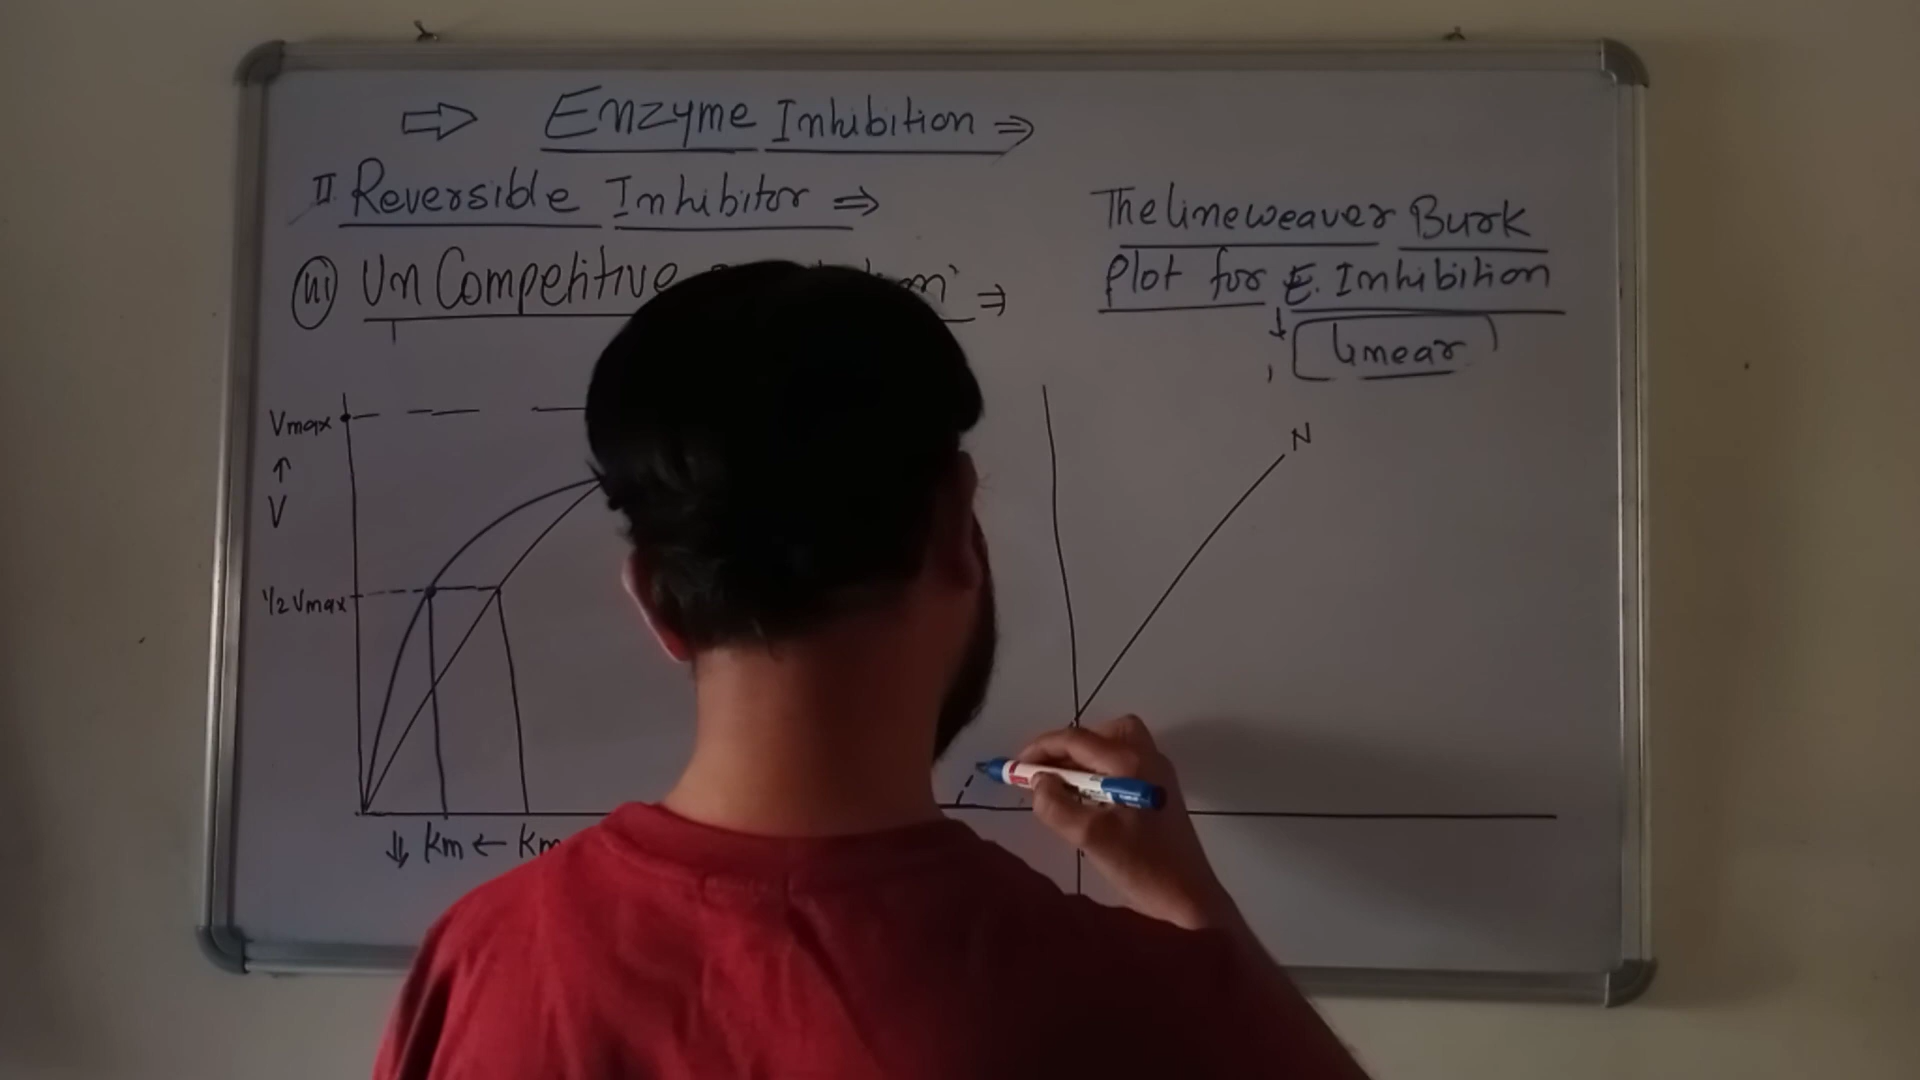 ⇒ Enzyme Inhibition ⇒
II Reversible Inhibitor ⇒
(iii) Un Competitive ⇒
Vmax
↑
V
1/2 Vmax
⇓ km ← km
The lineweaver Burk
Plot for E. Inhibition
↓
linear
N